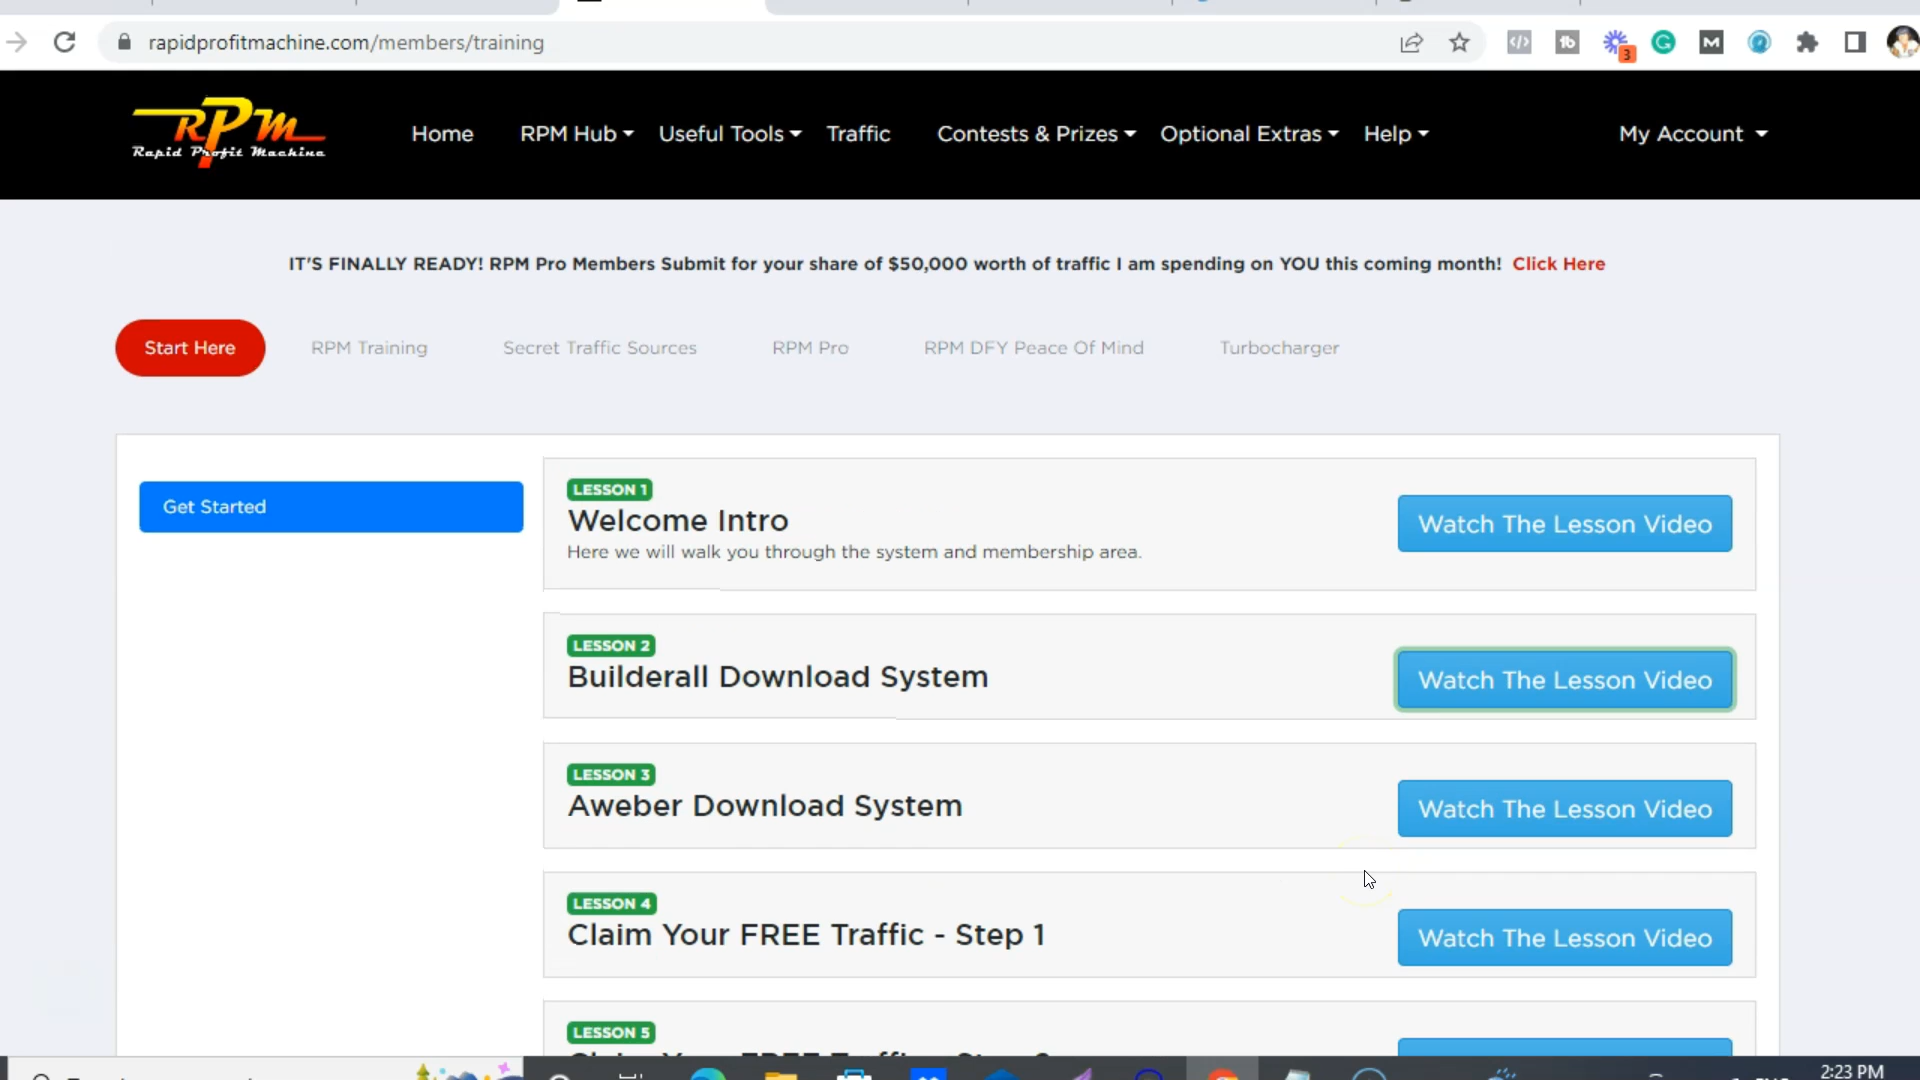 rapidprofitmachine.com/members/training
3
RPM
Rapid Profit Machine
Home
RPM Hub
Useful Tools
Traffic
Contests & Prizes
Optional Extras
Help
My Account
IT'S FINALLY READY! RPM Pro Members Submit for your share of $50,000 worth of traffic I am spending on YOU this coming month! Click Here
Start Here
RPM Training
Secret Traffic Sources
RPM Pro
RPM DFY Peace Of Mind
Turbocharger
Get Started
LESSON 1
Welcome Intro
Here we will walk you through the system and membership area.
Watch The Lesson Video
LESSON 2
Builderall Download System
Watch The Lesson Video
LESSON 3
Aweber Download System
Watch The Lesson Video
LESSON 4
Claim Your FREE Traffic - Step 1
Watch The Lesson Video
LESSON 5
2:23 PM